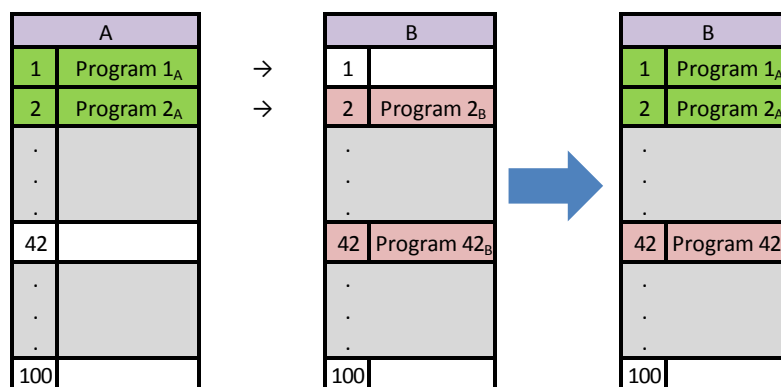 A B B
1 Program 1A → 1 1 Program 1A
2 Program 2A → 2 Program 2B 2 Program 2A
. . .
. . .
. . .
42 42 Program 42B 42 Program 42
. . .
. . .
. . .
100 100 100